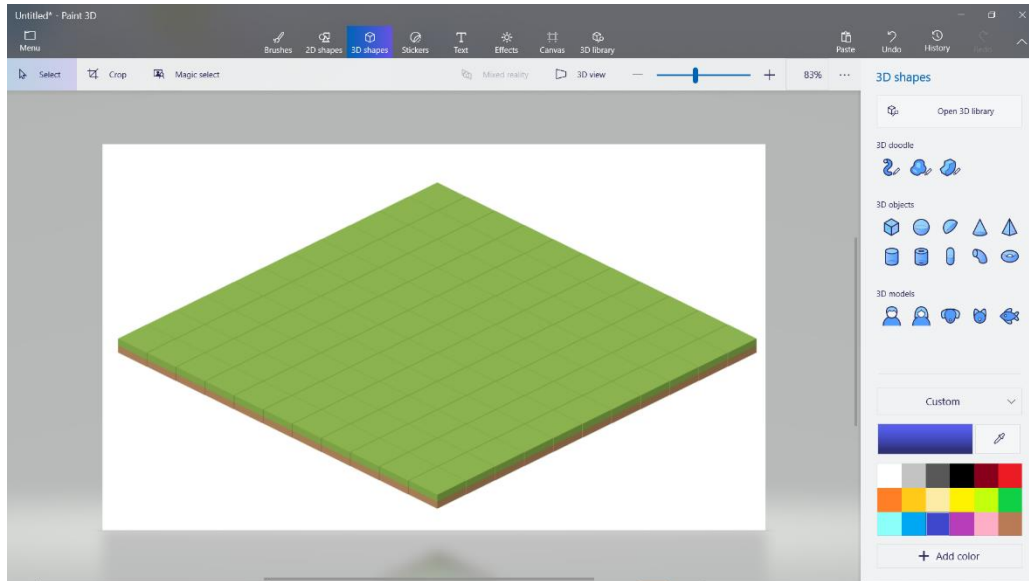 Untitled* - Paint 3D
Menu
Brushes 2D shapes 3D shapes Stickers Text Effects Canvas 3D library Paste Undo History Redo
Select Crop Magic select Mixed reality 3D view 83%
3D shapes
Open 3D library
3D doodle
3D objects
3D models
Custom
Add color